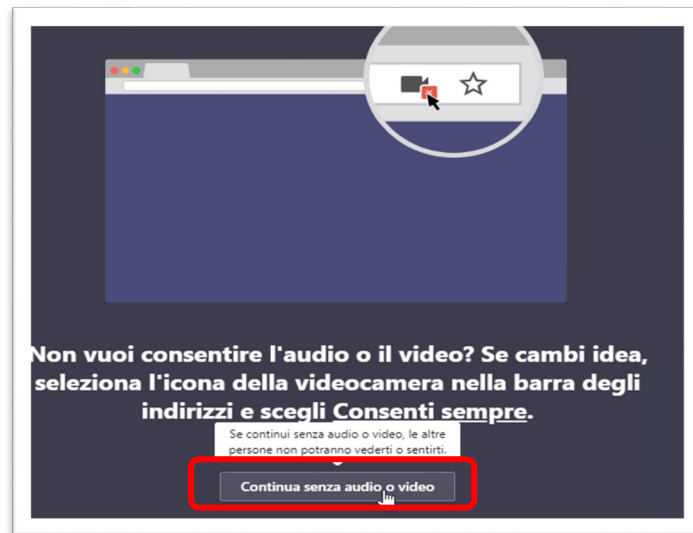 Non vuoi consentire l'audio o il video? Se cambi idea,
seleziona l'icona della videocamera nella barra degli
indirizzi e scegli Consenti sempre.
Se continui senza audio o video, le altre
persone non potranno vederti o sentirti.
Continua senza audio o video